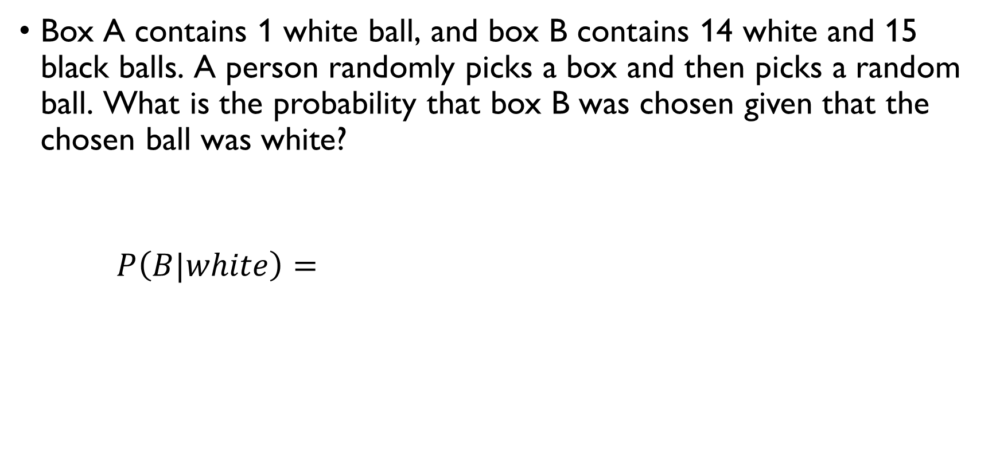 • Box A contains 1 white ball, and box B contains 14 white and 15
black balls. A person randomly picks a box and then picks a random
ball. What is the probability that box B was chosen given that the
chosen ball was white?
P(B|white) =